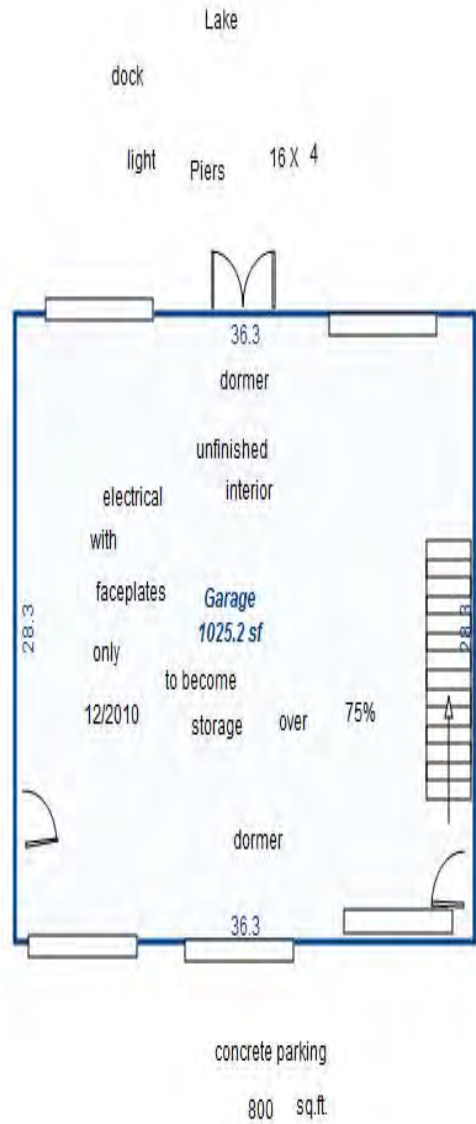 Lake
dock
light Piers 16 X 4
36.3
dormer
unfinished
interior
electrical
with
faceplates
only
12/2010
Garage
1025.2 sf
28.3
28.3
to become
storage over 75%
dormer
36.3
concrete parking
800 sq.ft.